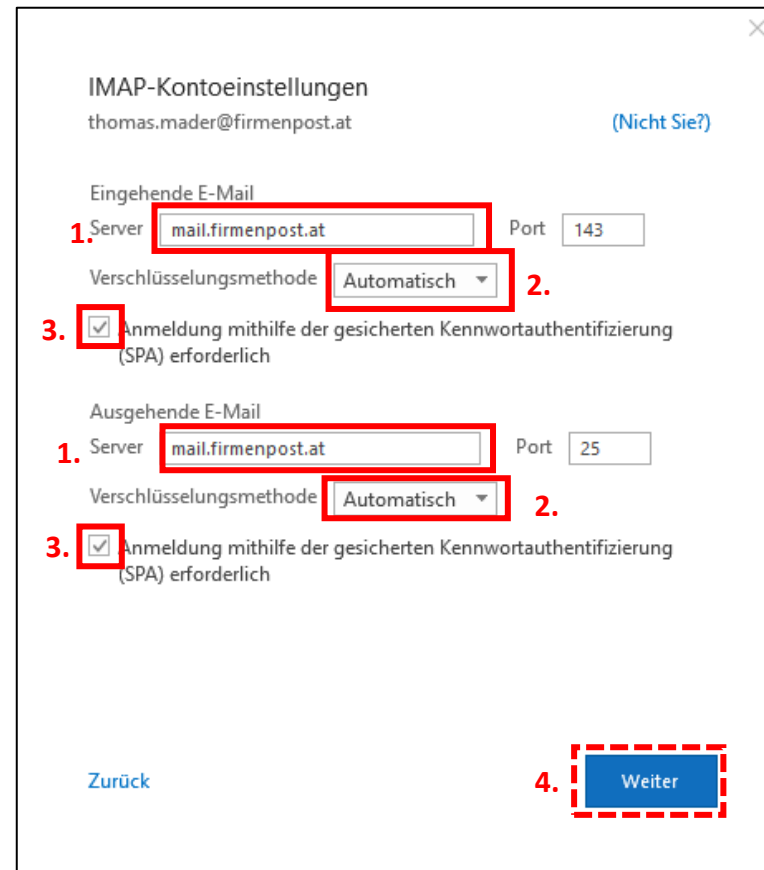 IMAP-Kontoeinstellungen
thomas.mader@firmenpost.at (Nicht Sie?)
Eingehende E-Mail
1. Server mail.firmenpost.at Port 143
Verschlüsselungsmethode Automatisch 2.
3. Anmeldung mithilfe der gesicherten Kennwortauthentifizierung
(SPA) erforderlich
Ausgehende E-Mail
1. Server mail.firmenpost.at Port 25
Verschlüsselungsmethode Automatisch 2.
3. Anmeldung mithilfe der gesicherten Kennwortauthentifizierung
(SPA) erforderlich
Zurück 4. Weiter